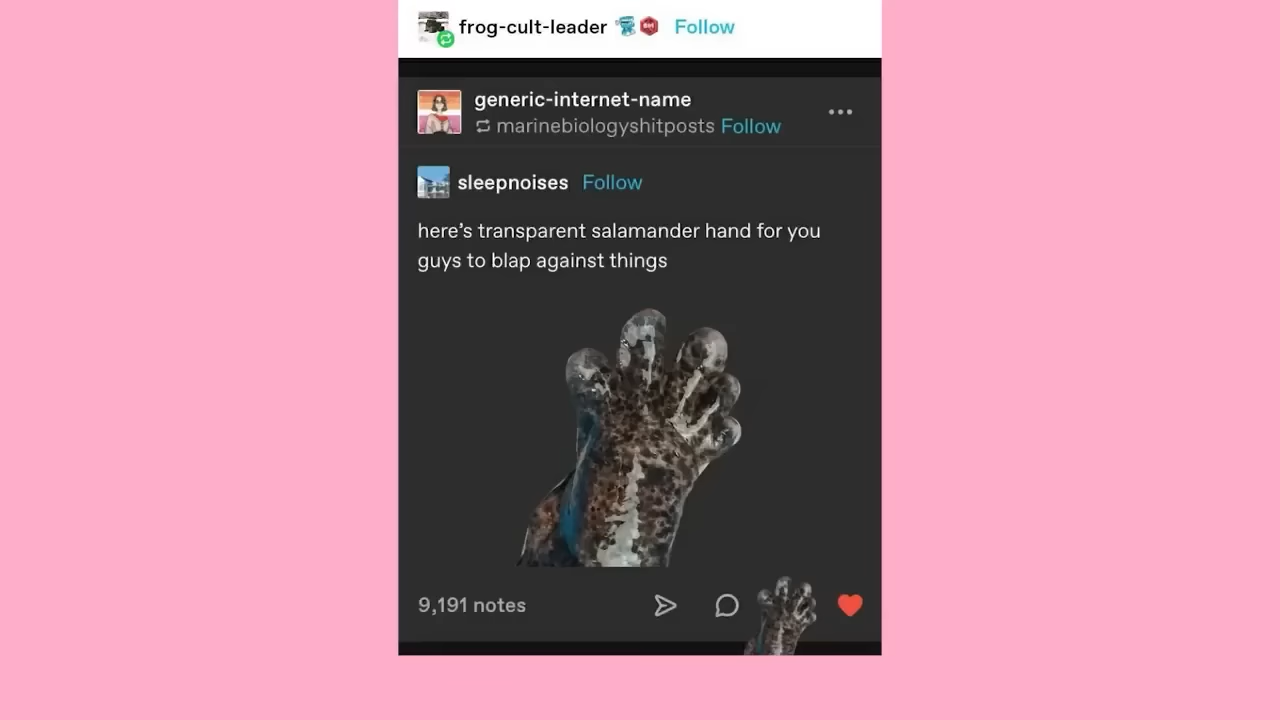 frog-cult-leader Follow
generic-internet-name
marinebiologyshitposts Follow
sleepnoises Follow
here's transparent salamander hand for you
guys to blap against things
9,191 notes